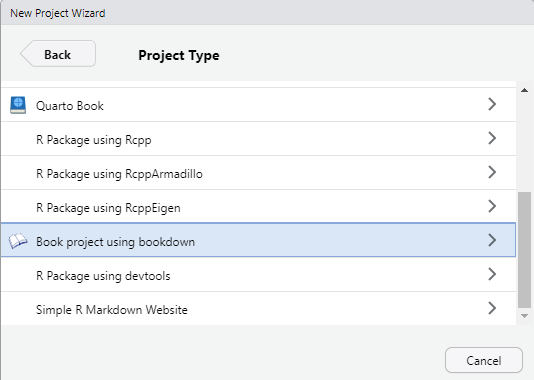 New Project Wizard
Back
Project Type
Quarto Book
R Package using Rcpp
R Package using RcppArmadillo
R Package using RcppEigen
Book project using bookdown
R Package using devtools
Simple R Markdown Website
Cancel